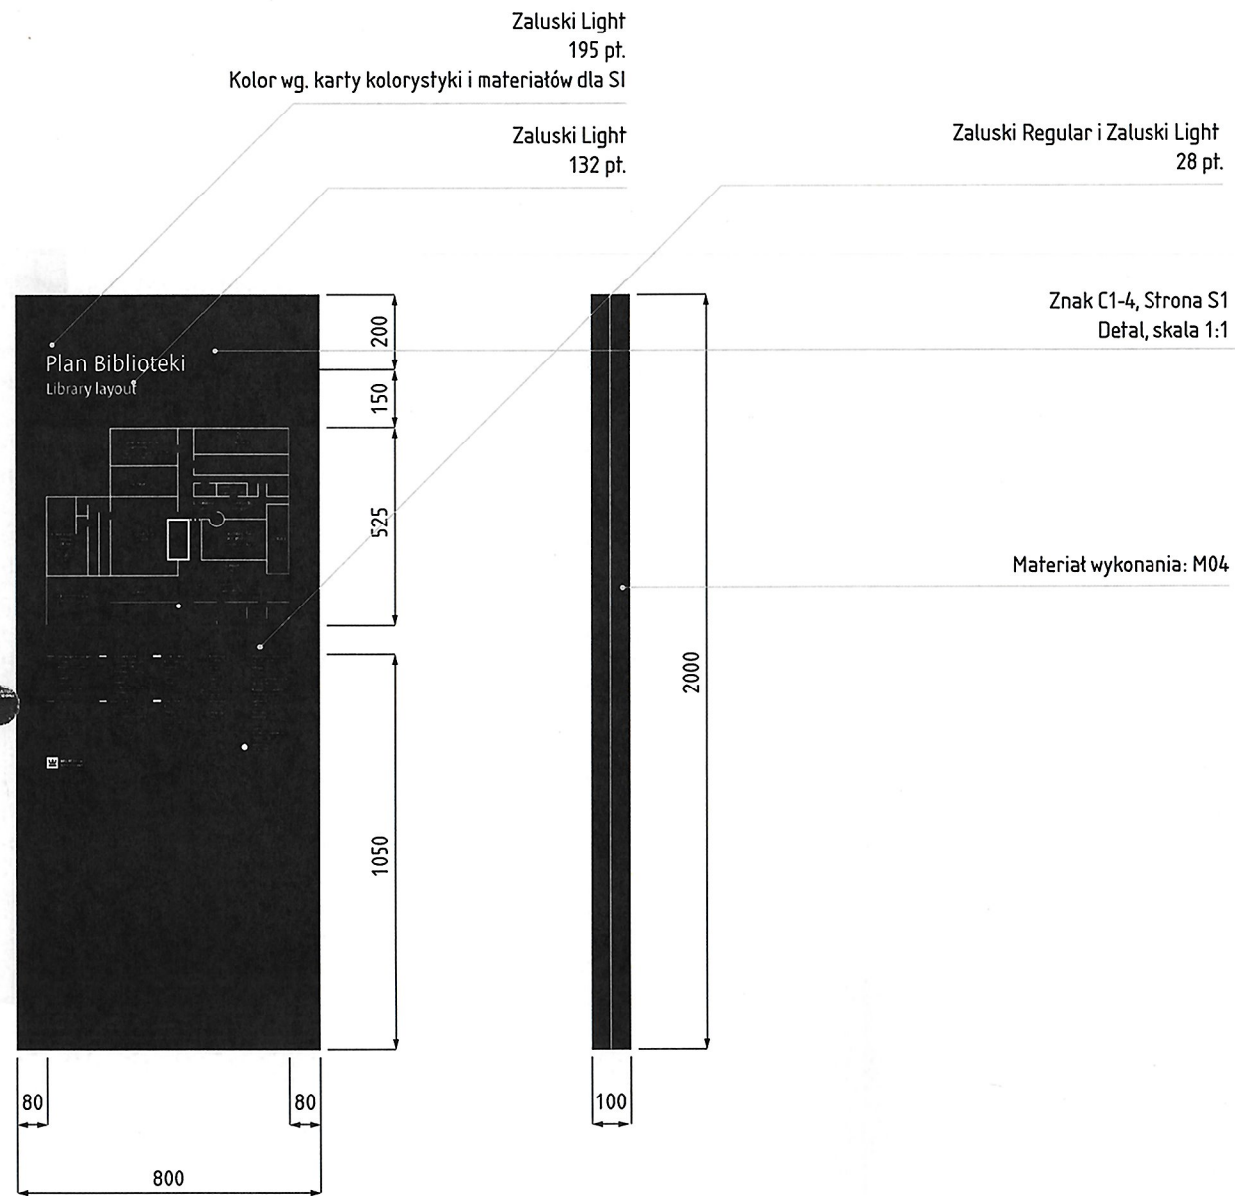 Zaluski Light
195 pt.
Kolor wg. karty kolorystyki i materiałów dla SI
Zaluski Light
132 pt.
Zaluski Regular i Zaluski Light
28 pt.
Znak C1-4, Strona S1
Detal, skala 1:1
Plan Biblioteki
Library layout
200
150
525
1050
2000
Materiał wykonania: M04
80
80
800
100